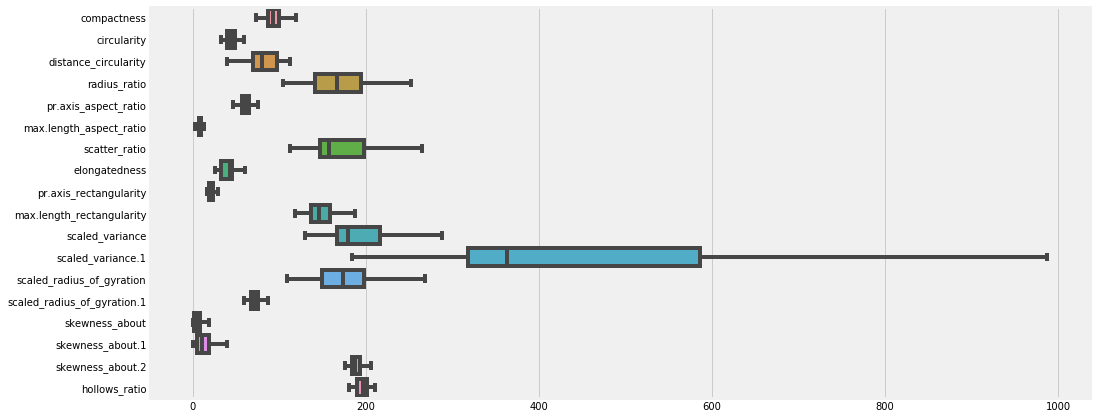 compactness
circularity
distance_circularity
radius_ratio
pr.axis_aspect_ratio
max.length_aspect_ratio
scatter_ratio
elongatedness
pr.axis_rectangularity
max.length_rectangularity
scaled_variance
scaled_variance.1
scaled_radius_of_gyration
scaled_radius_of_gyration.1
skewness_about
skewness_about.1
skewness_about.2
hollows_ratio
0 200 400 600 800 1000